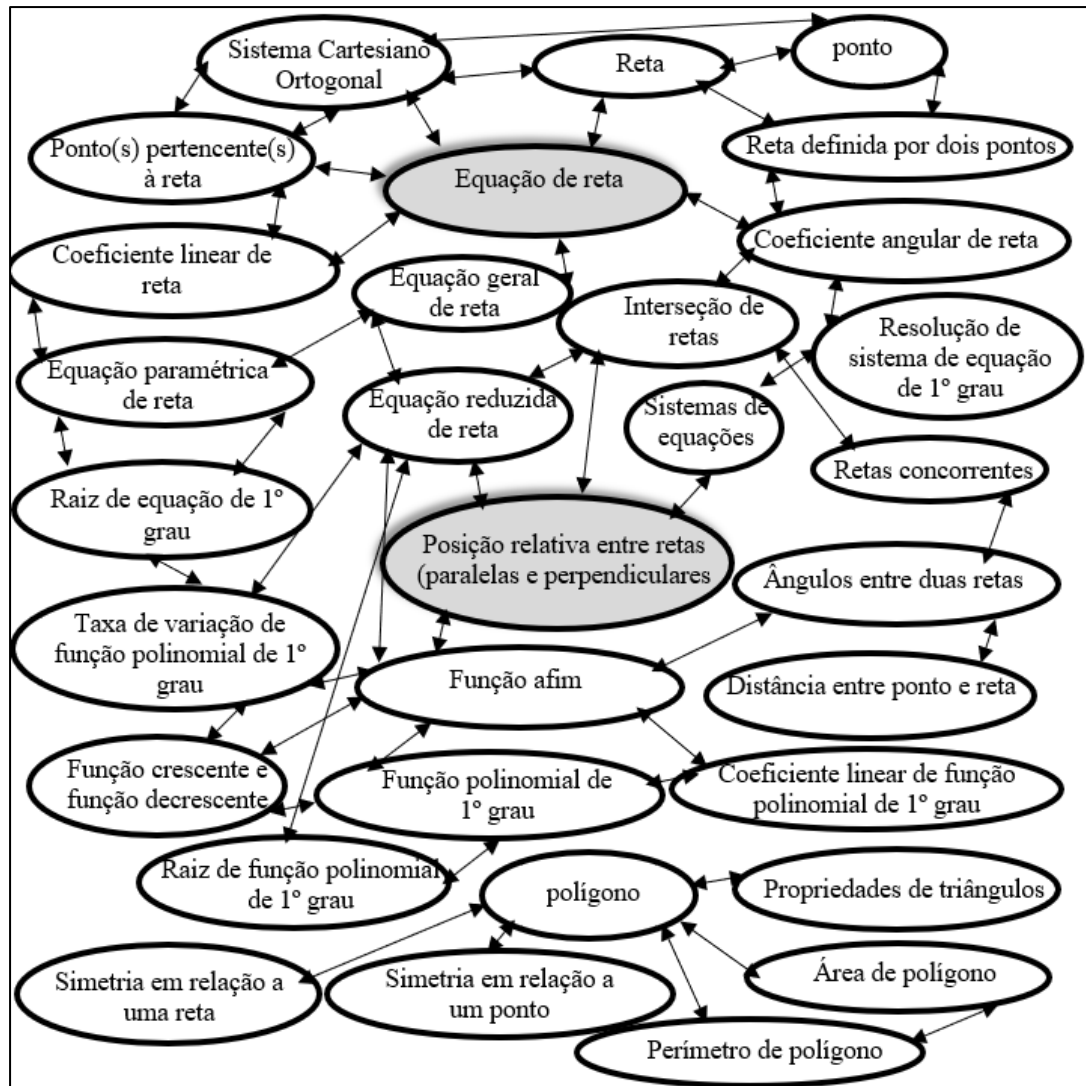 Sistema Cartesiano
Ortogonal
Reta
ponto
Ponto(s) pertencente(s)
à reta
Equação de reta
Reta definida por dois pontos
Coeficiente linear de
reta
Equação geral
de reta
Interseção de
retas
Coeficiente angular de reta
Equação paramétrica
de reta
Equação reduzida
de reta
Sistemas de
equações
Resolução de
sistema de equação
de 1º grau
Raiz de equação de 1º
grau
Retas concorrentes
Posição relativa entre retas
(paralelas e perpendiculares
Ângulos entre duas retas
Taxa de variação de
função polinomial de 1º
grau
Função afim
Distância entre ponto e reta
Função crescente e
função decrescente
Função polinomial de
1º grau
Coeficiente linear de função
polinomial de 1º grau
Raiz de função polinomial
de 1º grau
polígono
Propriedades de triângulos
Simetria em relação a
uma reta
Simetria em relação a
um ponto
Área de polígono
Perímetro de polígono